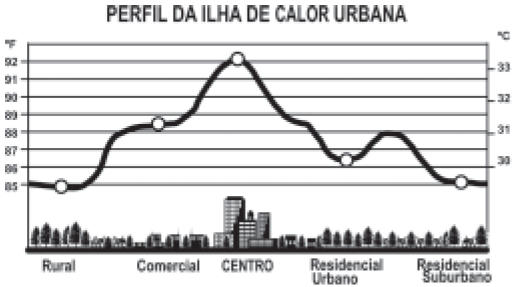 PERFIL DA ILHA DE CALOR URBANA
°F
°C
92
91
90
89
88
87
86
85
33
32
31
30
Rural
Comercial
CENTRO
Residencial
Urbano
Residencial
Suburbano